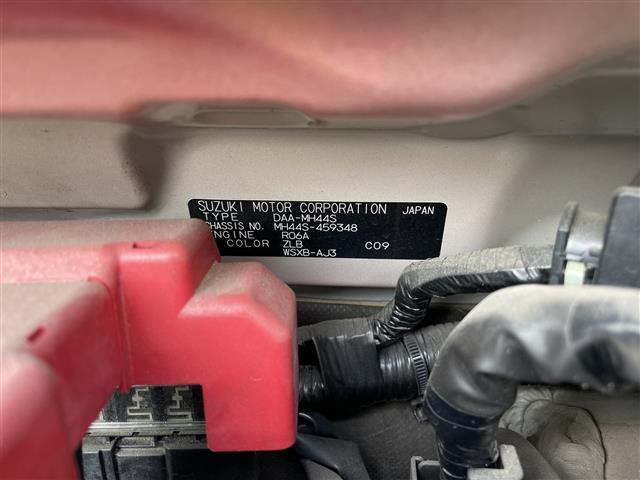 SUZUKI MOTOR CORPORATION JAPAN
TYPE DAA-MH44S
CHASSIS NO. MH44S-459348
ENGINE R06A
COLOR ZLB C09
WSXB-AJ3